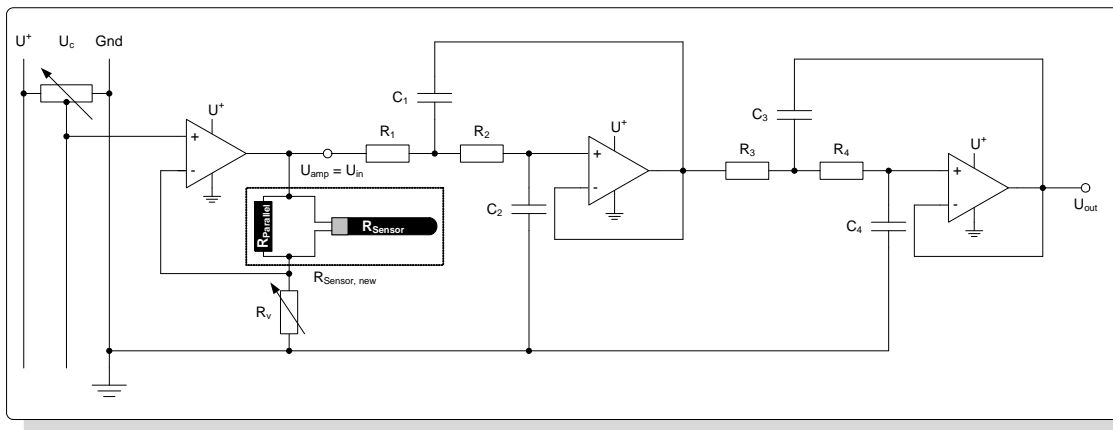 U+ Uc Gnd
U+
C1
R1
R2
U+
C3
R3
R4
U+
+
-
Uamp = Uin
+
-
+
-
C2
C4
Uout
RParallel
RSensor
RSensor, new
Rv